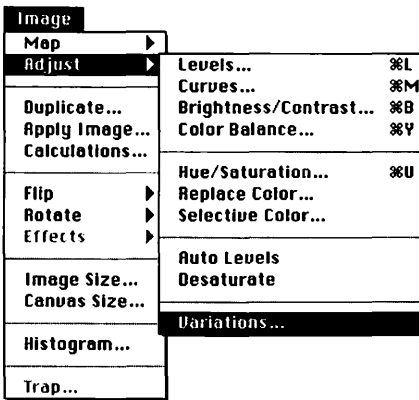 Image
Map
Adjust
Duplicate...
Apply Image...
Calculations...
Flip
Rotate
Effects
Image Size...
Canvas Size...
Histogram...
Trap...
Levels... ⌘L
Curves... ⌘M
Brightness/Contrast... ⌘B
Color Balance... ⌘Y
Hue/Saturation... ⌘U
Replace Color...
Selective Color...
Auto Levels
Desaturate
Variations...